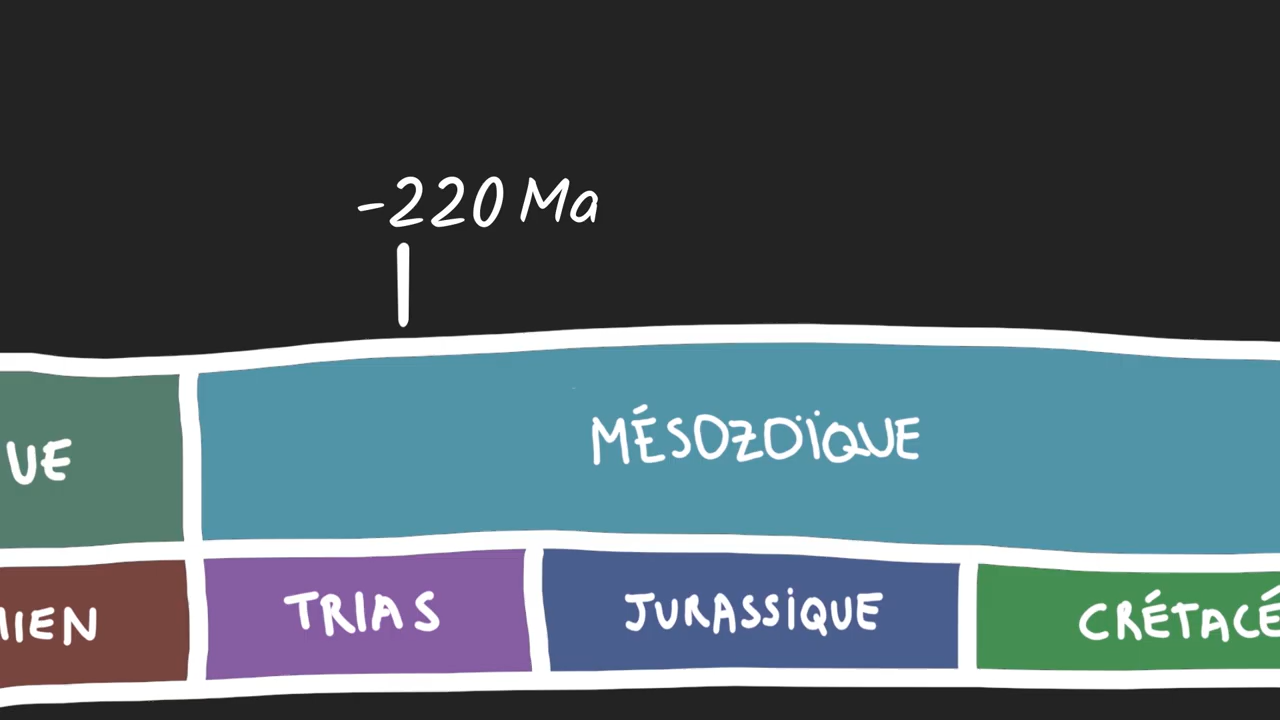 -220 Ma
UE
MÉSOZOÏQUE
MIEN
TRIAS
JURASSIQUE
CRÉTACÉ